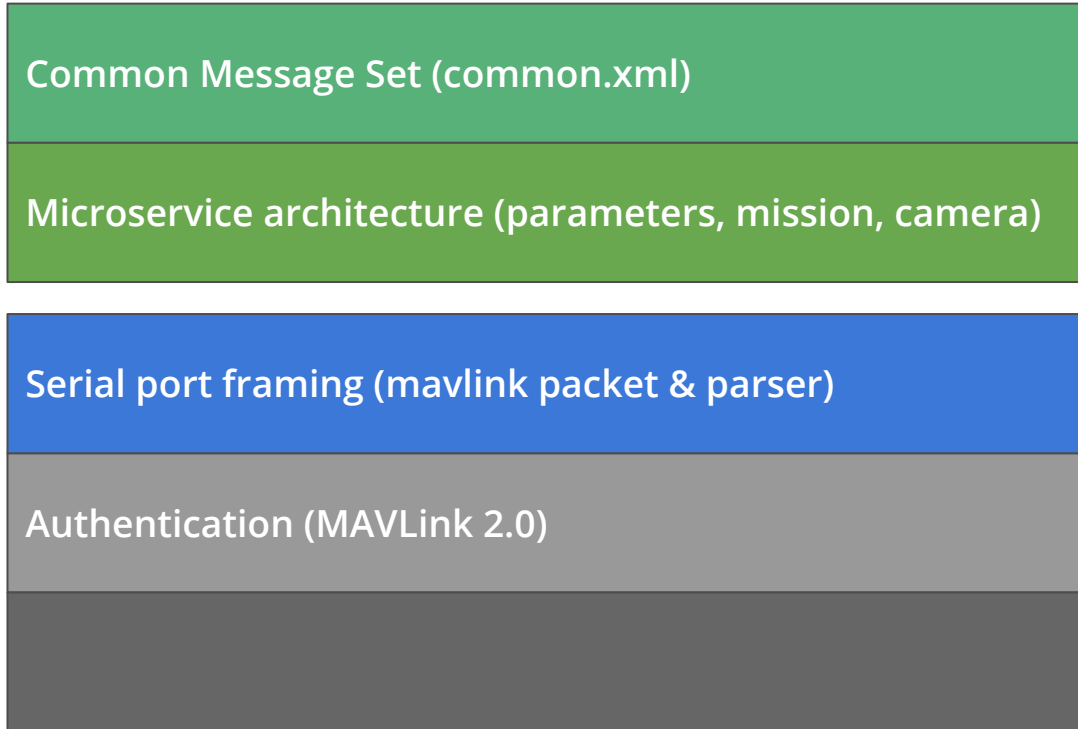 Common Message Set (common.xml)
Microservice architecture (parameters, mission, camera)
Serial port framing (mavlink packet & parser)
Authentication (MAVLink 2.0)